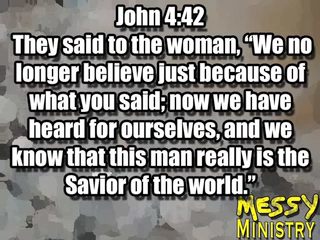 John 4:42
They said to the woman, “We no
longer believe just because of
what you said; now we have
heard for ourselves, and we
know that this man really is the
Savior of the world.”
MESSY
MINISTRY